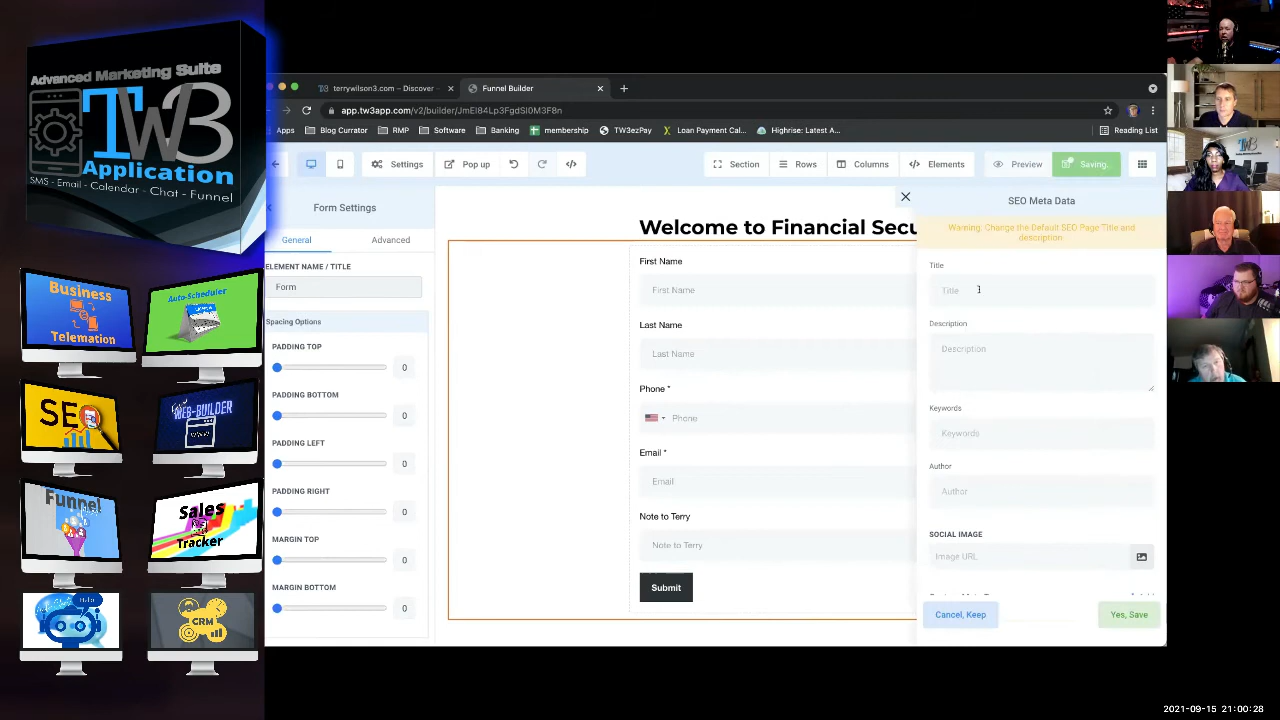 Advanced Marketing Suite
TW3
Application
SMS - Email - Calendar - Chat - Funnel
Business
Telemation
Auto-Scheduler
SEO
WEB-BUILDER
WWW
Funnel
Sales
Tracker
Help!
CRM
terrywilson3.com – Discover
Funnel Builder
app.tw3app.com/v2/builder/JmEI84Lp3FgdSI0M3F8n
Apps
Blog Currator
RMP
Software
Banking
membership
TW3ezPay
Loan Payment Cal...
Highrise: Latest A...
Reading List
Settings
Pop up
Section
Rows
Columns
Elements
Preview
Saving..
Form Settings
General
Advanced
ELEMENT NAME / TITLE
Form
Spacing Options
PADDING TOP
0
PADDING BOTTOM
0
PADDING LEFT
0
PADDING RIGHT
0
MARGIN TOP
0
MARGIN BOTTOM
0
Welcome to Financial Secu
First Name
First Name
Last Name
Last Name
Phone *
Phone
Email *
Email
Note to Terry
Note to Terry
Submit
SEO Meta Data
Warning: Change the Default SEO Page Title and
description
Title
Title
Description
Description
Keywords
Keywords
Author
Author
SOCIAL IMAGE
Image URL
Cancel, Keep
Yes, Save
2021-09-15 21:00:28